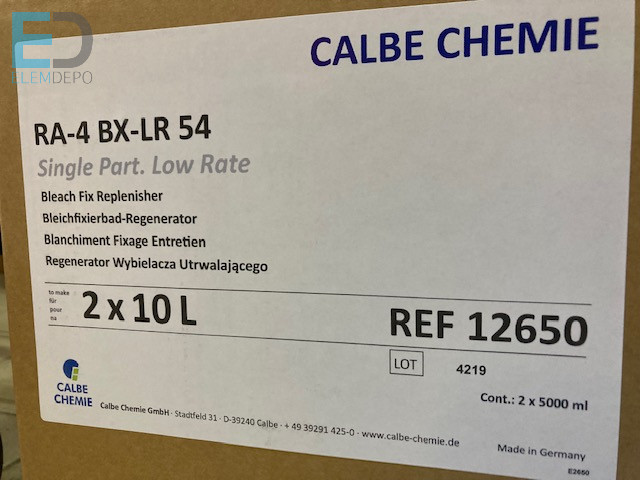 ED
ELEMDEPO
CALBE CHEMIE
RA-4 BX-LR 54
Single Part. Low Rate
Bleach Fix Replenisher
Bleichfixierbad-Regenerator
Blanchiment Fixage Entretien
Regenerator Wybielacza Utrwalającego
to make
für
pour
na
2 x 10 L
REF 12650
LOT 4219
Cont.: 2 x 5000 ml
CALBE
CHEMIE
Calbe Chemie GmbH · Stadtfeld 31 · D-39240 Calbe · + 49 39291 425-0 · www.calbe-chemie.de
Made in Germany
E2650